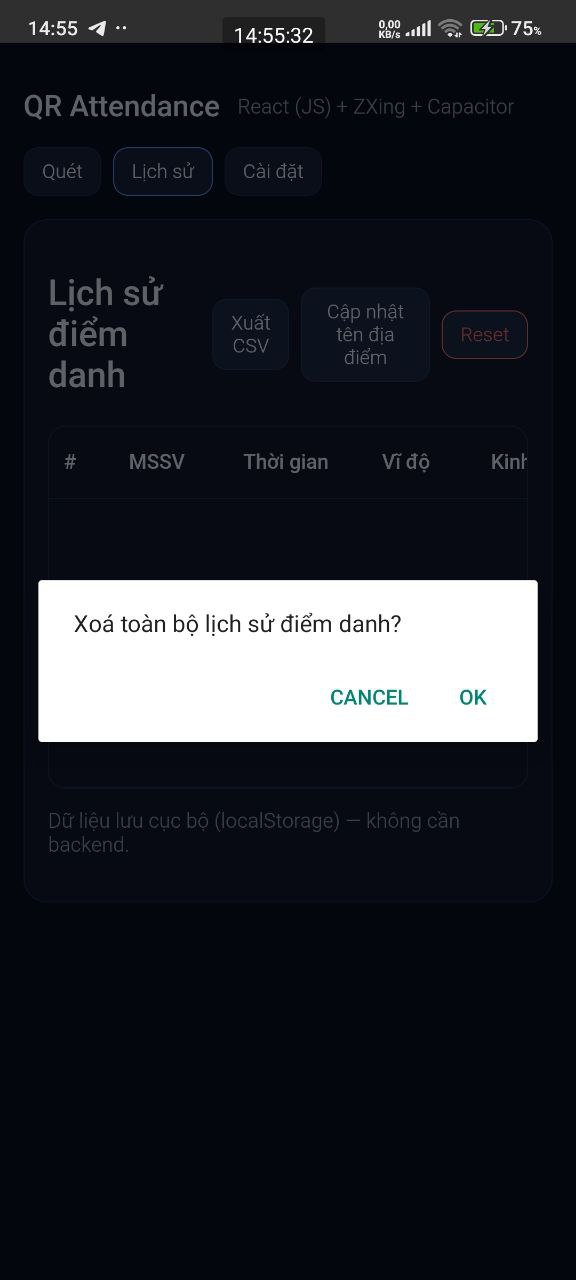 14:55 14:55:32 0,00 KB/s 75%
QR Attendance React (JS) + ZXing + Capacitor
Quét Lịch sử Cài đặt
Lịch sử
điểm
danh
Xuất
CSV
Cập nhật
tên địa
điểm
Reset
# MSSV Thời gian Vĩ độ Kinh
Xoá toàn bộ lịch sử điểm danh?
CANCEL OK
Dữ liệu lưu cục bộ (localStorage) — không cần
backend.